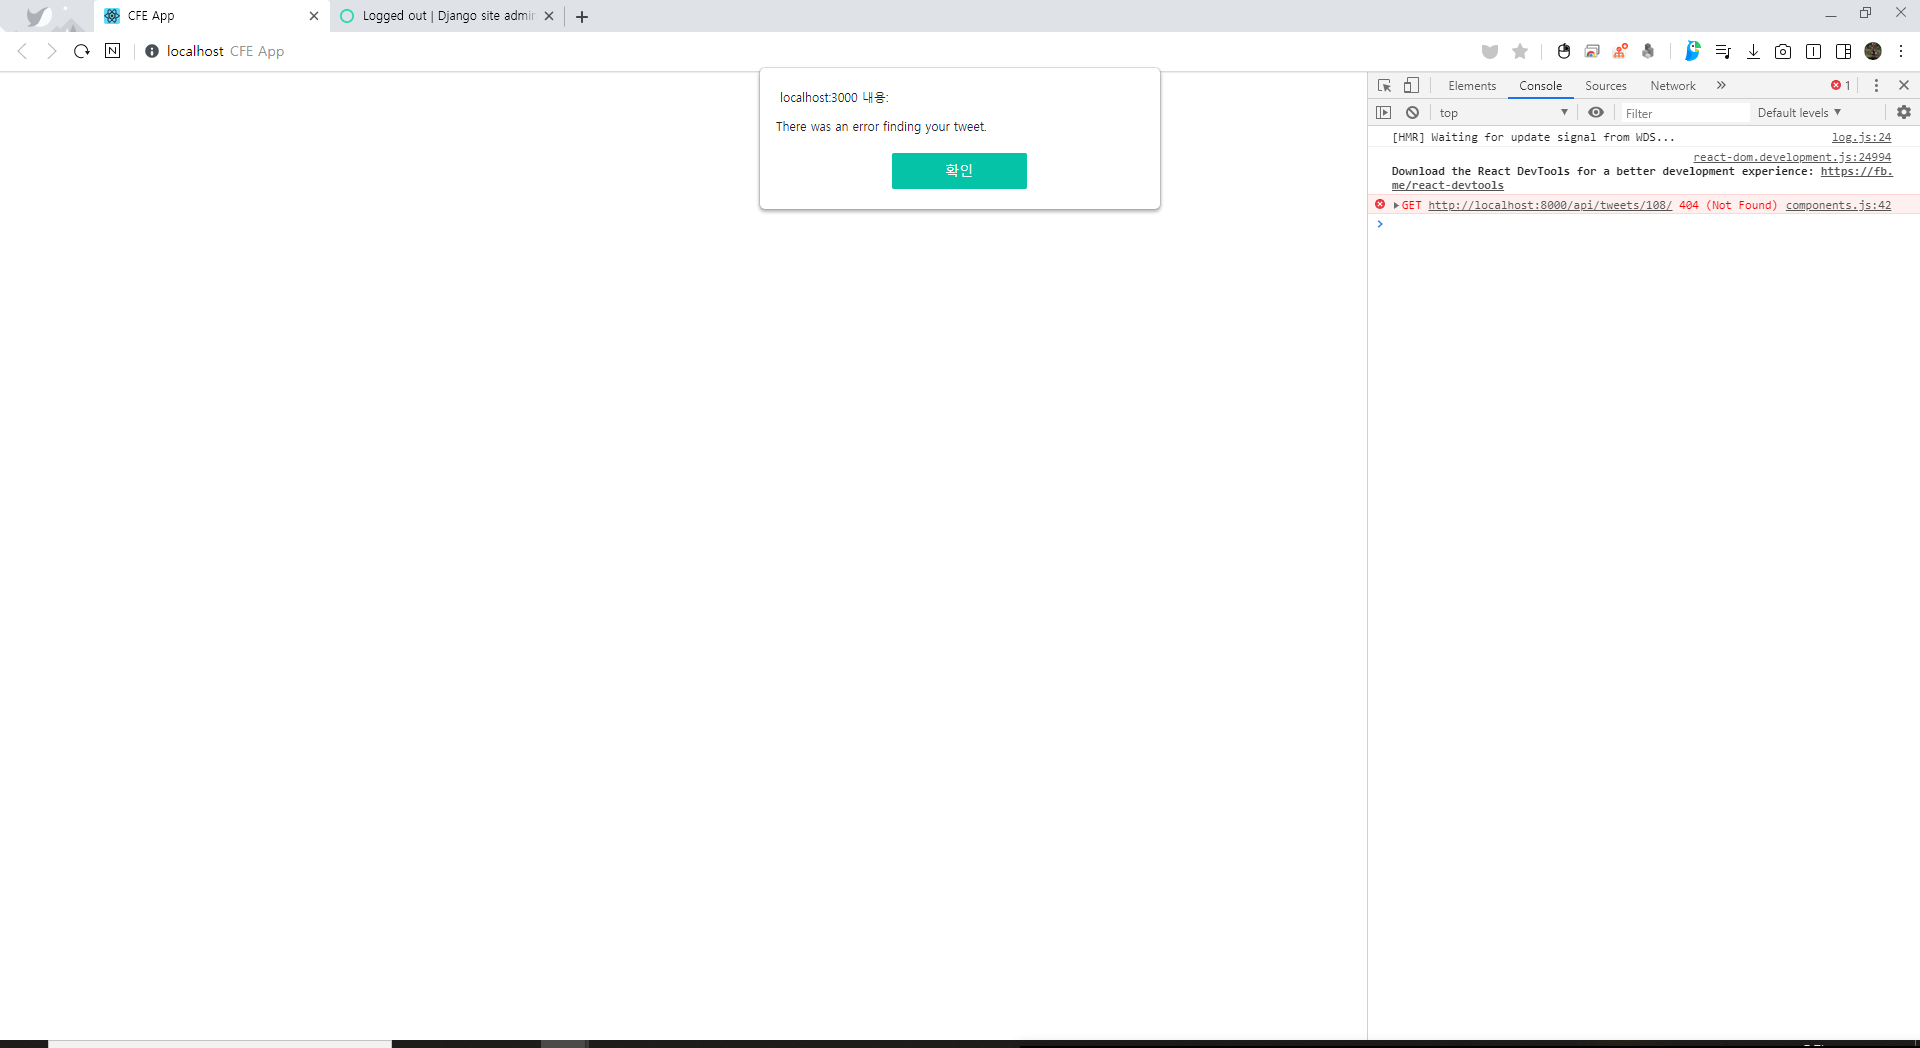 CFE App
Logged out | Django site admin
N
localhost CFE App
localhost:3000 내용:
There was an error finding your tweet.
확인
Elements Console Sources Network » 1
top Filter Default levels ▼
[HMR] Waiting for update signal from WDS... log.js:24
react-dom.development.js:24994
Download the React DevTools for a better development experience: https://fb.
me/react-devtools
GET http://localhost:8000/api/tweets/108/ 404 (Not Found) components.js:42
>